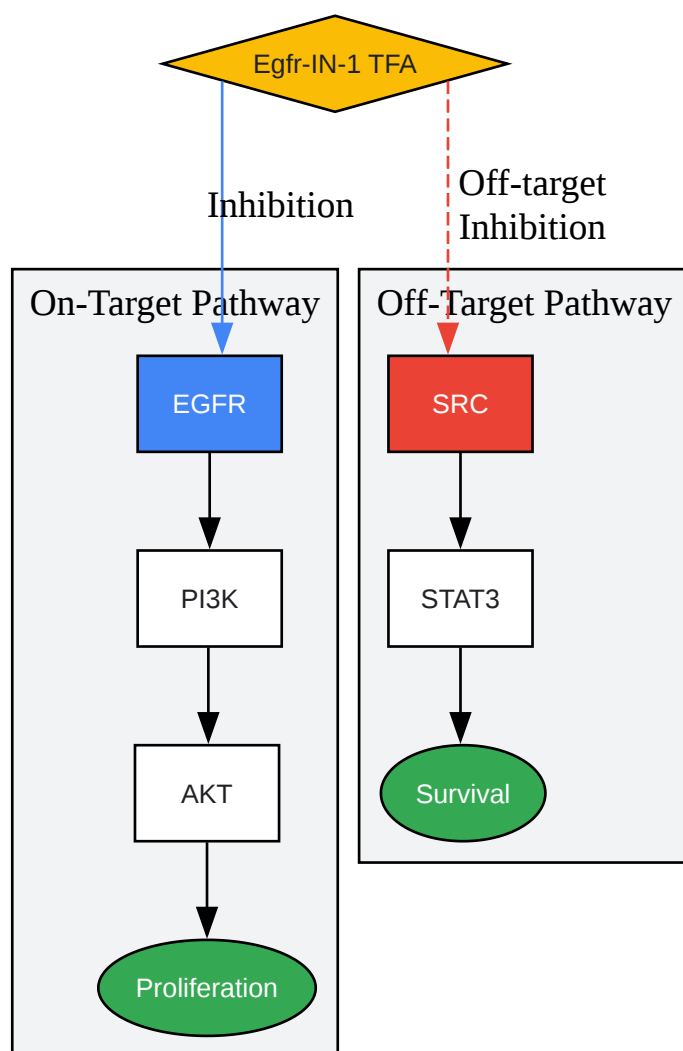 Egfr-IN-1 TFA
Inhibition
Off-target
Inhibition
On-Target Pathway
EGFR
PI3K
AKT
Proliferation
Off-Target Pathway
SRC
STAT3
Survival